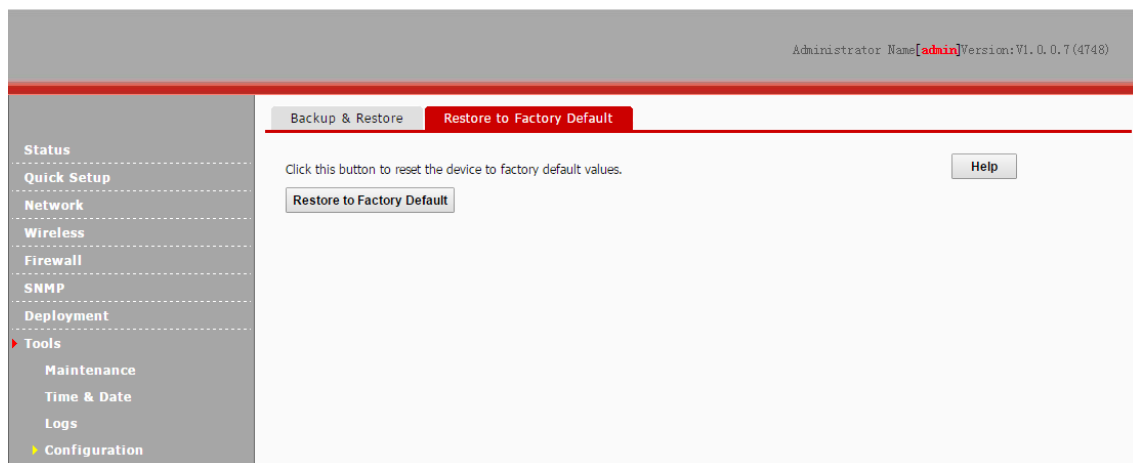 Administrator Name[admin]Version:V1.0.0.7(4748)
Backup & Restore
Restore to Factory Default
Status
Quick Setup
Network
Wireless
Firewall
SNMP
Deployment
Tools
Maintenance
Time & Date
Logs
Configuration
Click this button to reset the device to factory default values.
Help
Restore to Factory Default